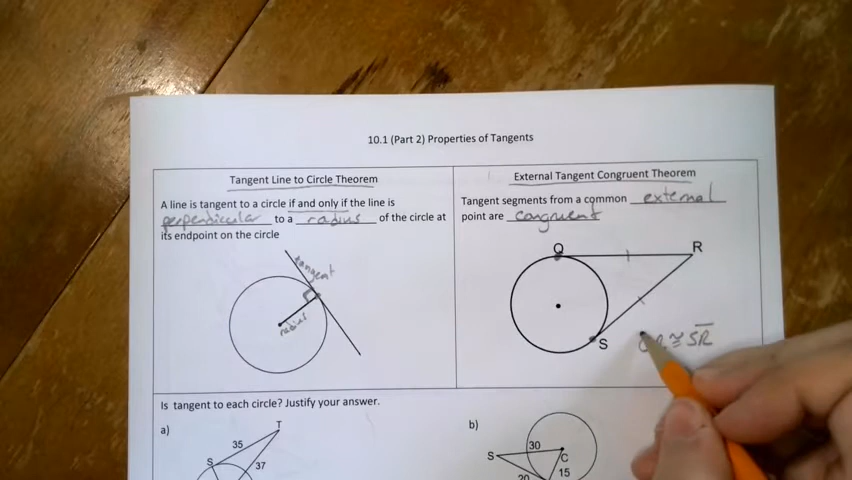 10.1 (Part 2) Properties of Tangents
Tangent Line to Circle Theorem
A line is tangent to a circle if and only if the line is
perpendicular to a radius of the circle at
its endpoint on the circle
tangent
radius
External Tangent Congruent Theorem
Tangent segments from a common external
point are congruent
Q
R
S
≅ SR
Is tangent to each circle? Justify your answer.
a)
T
35
S
37
b)
30
S
C
15
20